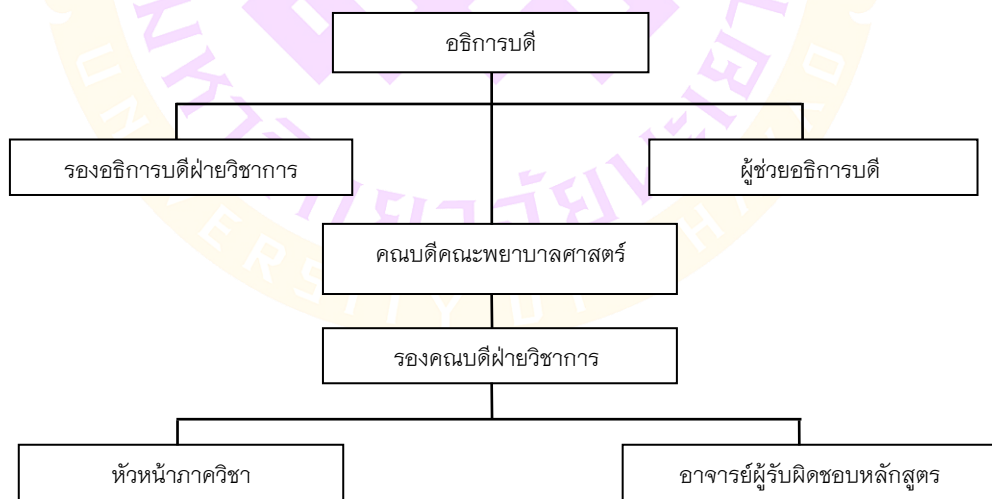 อธิการบดี
รองอธิการบดีฝ่ายวิชาการ
ผู้ช่วยอธิการบดี
คณบดีคณะพยาบาลศาสตร์
รองคณบดีฝ่ายวิชาการ
หัวหน้าภาควิชา
อาจารย์ผู้รับผิดชอบหลักสูตร